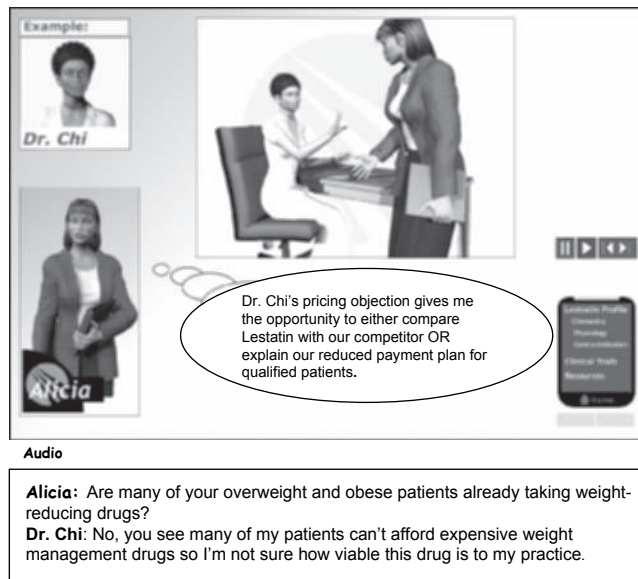 Example:
Dr. Chi
Alicia
Dr. Chi's pricing objection gives me
the opportunity to either compare
Lestatin with our competitor OR
explain our reduced payment plan for
qualified patients.
Lestatin Profile
Chemistry
Clinical Trials
Resources
Audio
Alicia: Are many of your overweight and obese patients already taking weight-
reducing drugs?
Dr. Chi: No, you see many of my patients can't afford expensive weight
management drugs so I'm not sure how viable this drug is to my practice.